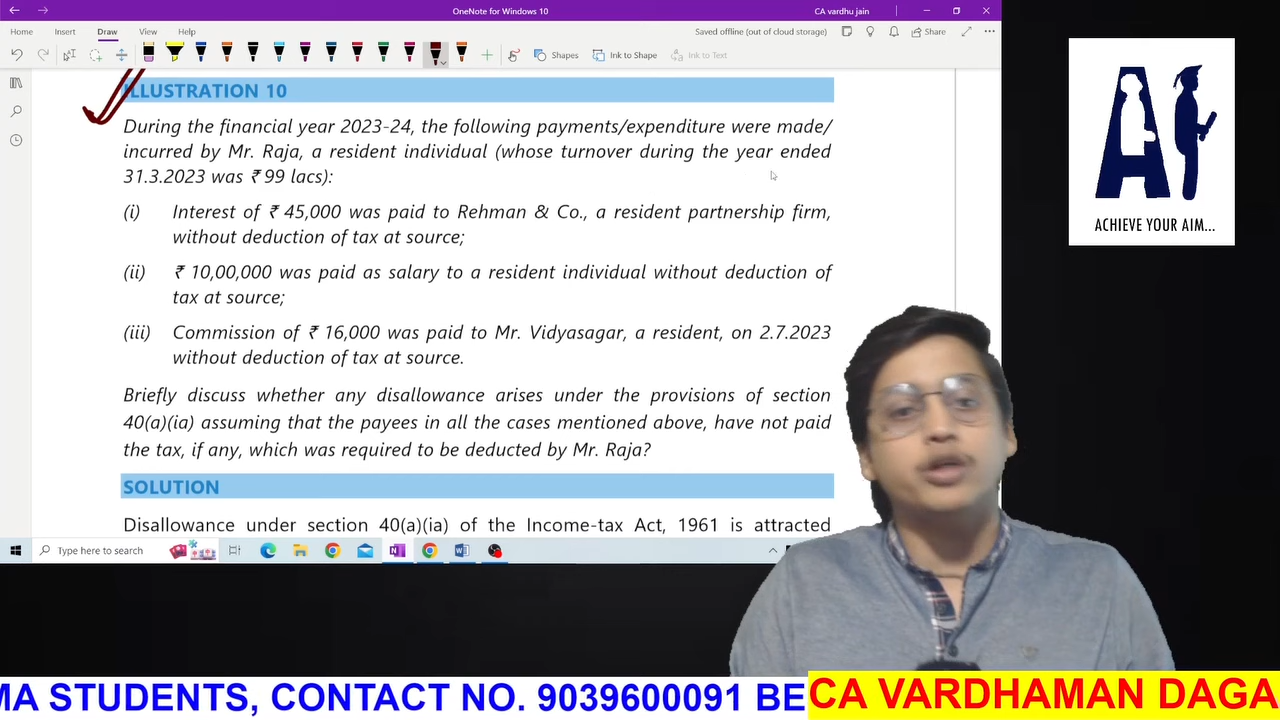 OneNote for Windows 10
CA vardhu jain
Home Insert Draw View Help
Saved offline (out of cloud storage) Share
Shapes Ink to Shape Ink to Text
ILLUSTRATION 10
During the financial year 2023-24, the following payments/expenditure were made/
incurred by Mr. Raja, a resident individual (whose turnover during the year ended
31.3.2023 was ₹ 99 lacs):
(i) Interest of ₹ 45,000 was paid to Rehman & Co., a resident partnership firm,
without deduction of tax at source;
(ii) ₹ 10,00,000 was paid as salary to a resident individual without deduction of
tax at source;
(iii) Commission of ₹ 16,000 was paid to Mr. Vidyasagar, a resident, on 2.7.2023
without deduction of tax at source.
Briefly discuss whether any disallowance arises under the provisions of section
40(a)(ia) assuming that the payees in all the cases mentioned above, have not paid
the tax, if any, which was required to be deducted by Mr. Raja?
SOLUTION
Disallowance under section 40(a)(ia) of the Income-tax Act, 1961 is attracted
Type here to search
A
ACHIEVE YOUR AIM...
MA STUDENTS, CONTACT NO. 9039600091 BE
CA VARDHAMAN DAGA